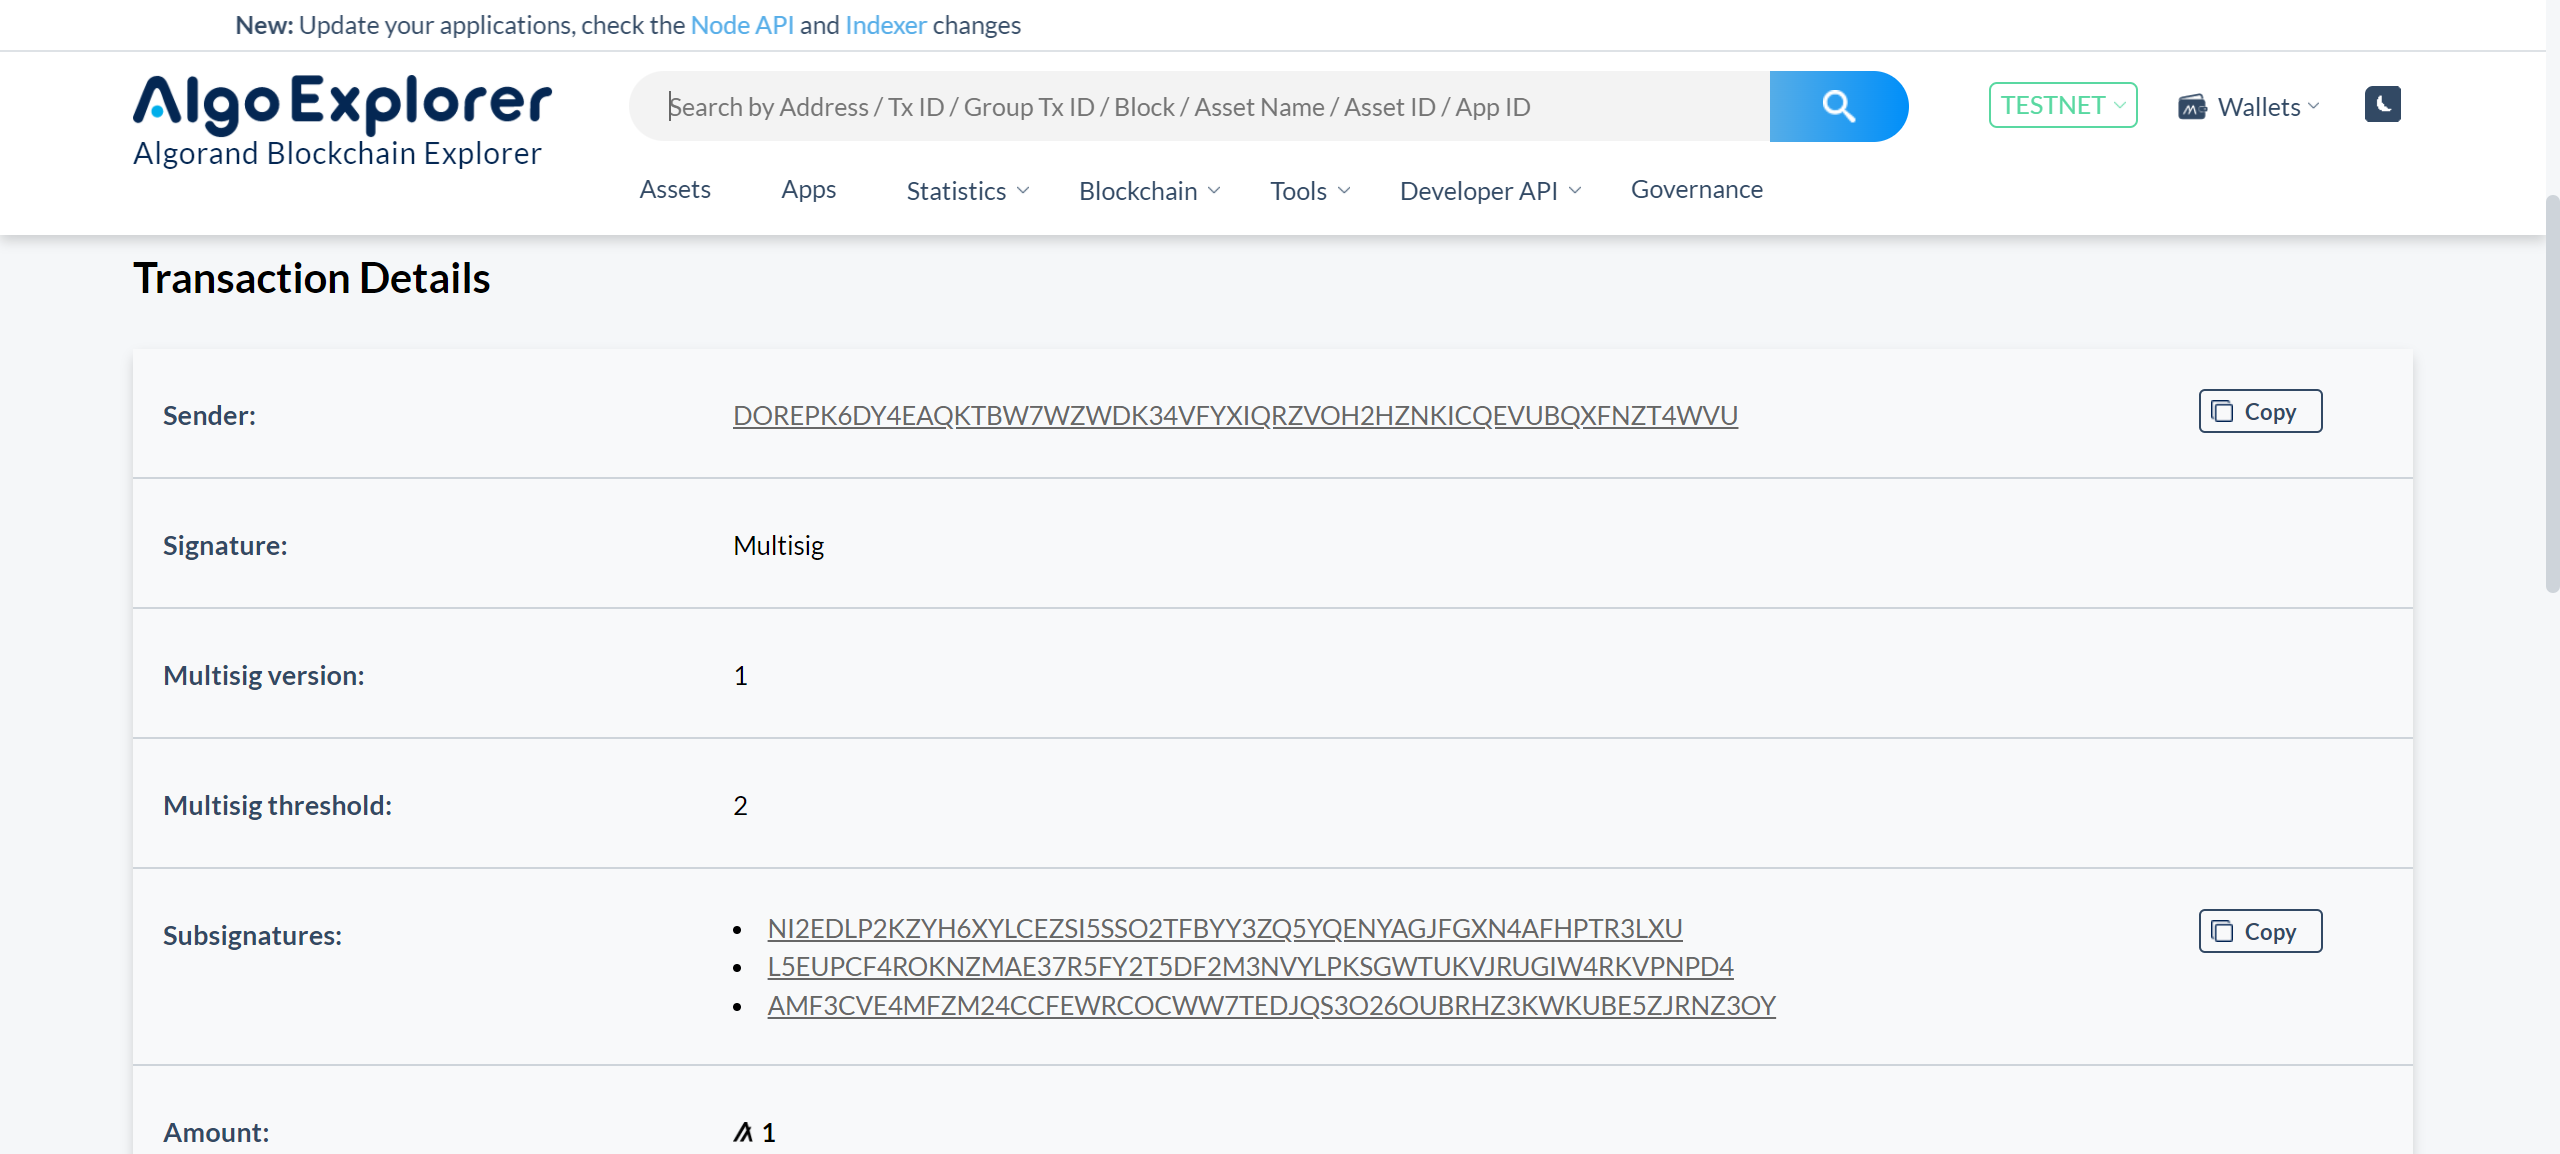 New: Update your applications, check the Node API and Indexer changes
AlgoExplorer
Algorand Blockchain Explorer
Search by Address / Tx ID / Group Tx ID / Block / Asset Name / Asset ID / App ID
TESTNET
Wallets
Assets Apps Statistics Blockchain Tools Developer API Governance
Transaction Details
Sender: DOREPK6DY4EAQKTBW7WZWDK34VFYXIQRZVOH2HZNKICQEVUBQXFNZT4WVU Copy
Signature: Multisig
Multisig version: 1
Multisig threshold: 2
Subsignatures: Copy
NI2EDLP2KZYH6XYLCEZSI5SSO2TFBYY3ZQ5YQENYAGJFGXN4AFHPTR3LXU
L5EUPCF4ROKNZMAE37R5FY2T5DF2M3NVYLPKSGWTUKVJRUGIW4RKVPNPD4
AMF3CVE4MFZM24CCFEWRCOCWW7TEDJQS3O26OUBRHZ3KWKUBE5ZJRNZ3OY
Amount: 1